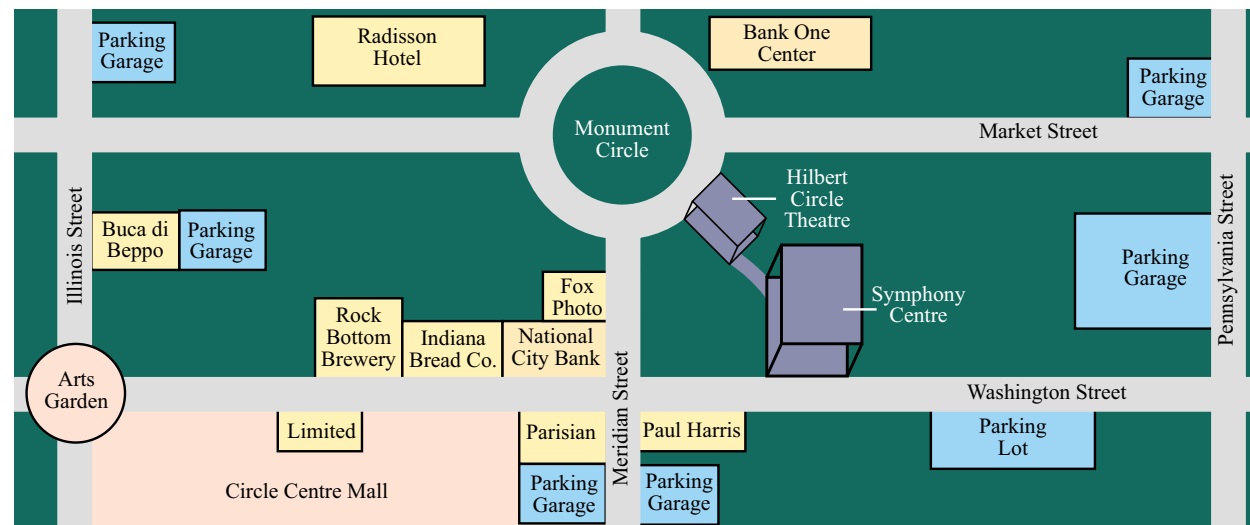 Parking
Garage
Radisson
Hotel
Bank One
Center
Parking
Garage
Monument
Circle
Market Street
Hilbert
Circle
Theatre
Illinois Street
Buca di
Beppo
Parking
Garage
Parking
Garage
Pennsylvania Street
Fox
Photo
Symphony
Centre
Rock
Bottom
Brewery
Indiana
Bread Co.
National
City Bank
Arts
Garden
Meridian Street
Washington Street
Limited
Parisian
Paul Harris
Parking
Lot
Circle Centre Mall
Parking
Garage
Parking
Garage